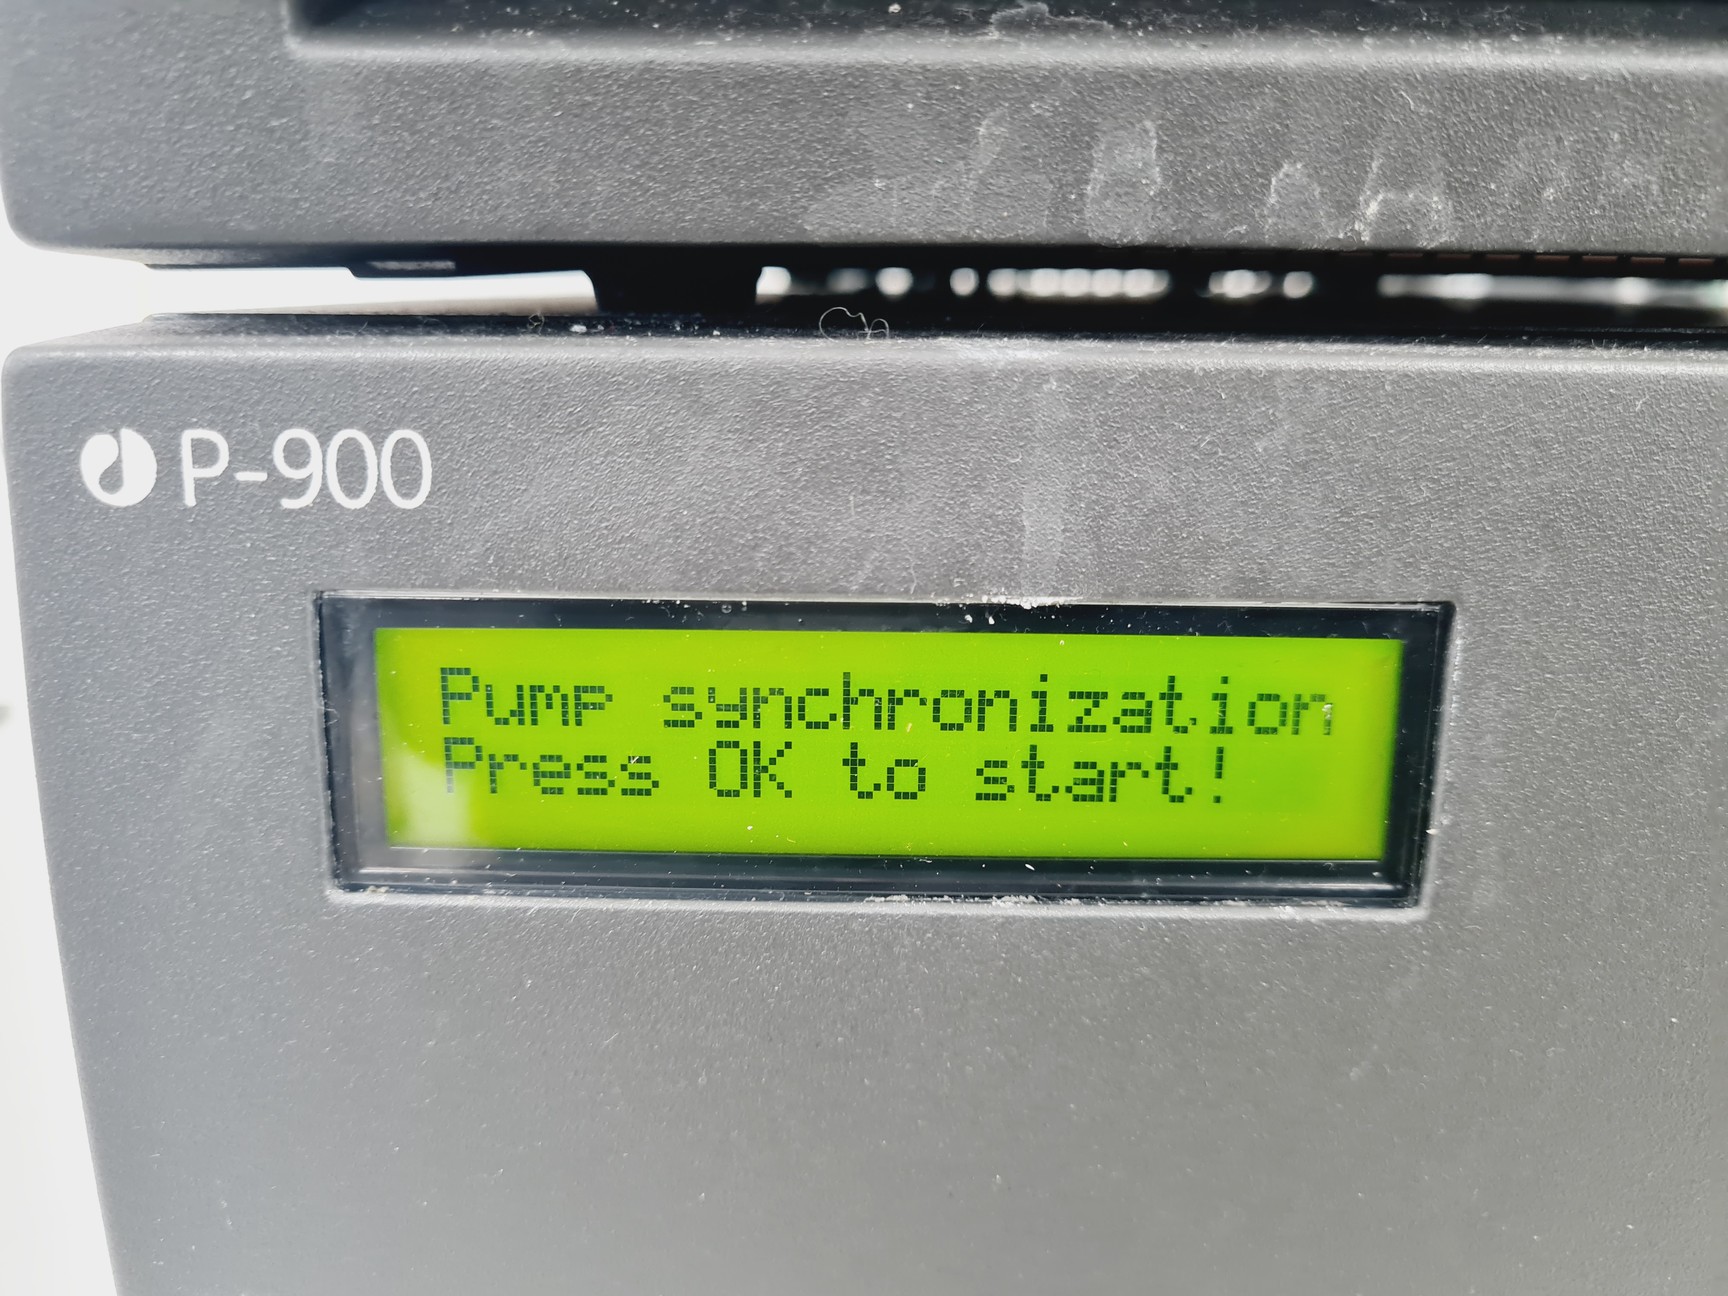 P-900
Pump synchronization
Press OK to start!